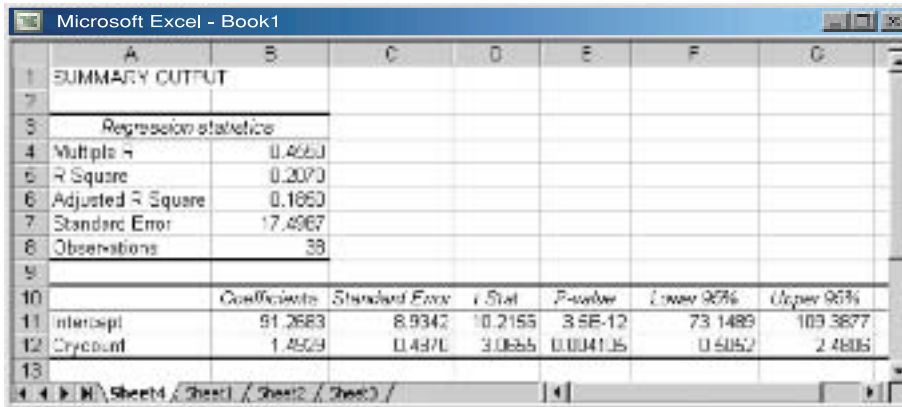 Microsoft Excel - Book1
A B C D E F G
1 SUMMARY OUTPUT
2
3 Regression statistics
4 Multiple R 0.4550
5 R Square 0.2070
6 Adjusted R Square 0.1850
7 Standard Error 17.4987
8 Observations 38
9
10 Coefficients Standard Error t Stat P-value Lower 95% Upper 95%
11 Intercept 91.2683 8.9342 10.2155 3.5E-12 73.1489 109.3877
12 Crycount 1.4929 0.4870 3.0655 0.004105 0.5052 2.4806
13
Sheet4 / Sheet1 / Sheet2 / Sheet3 /